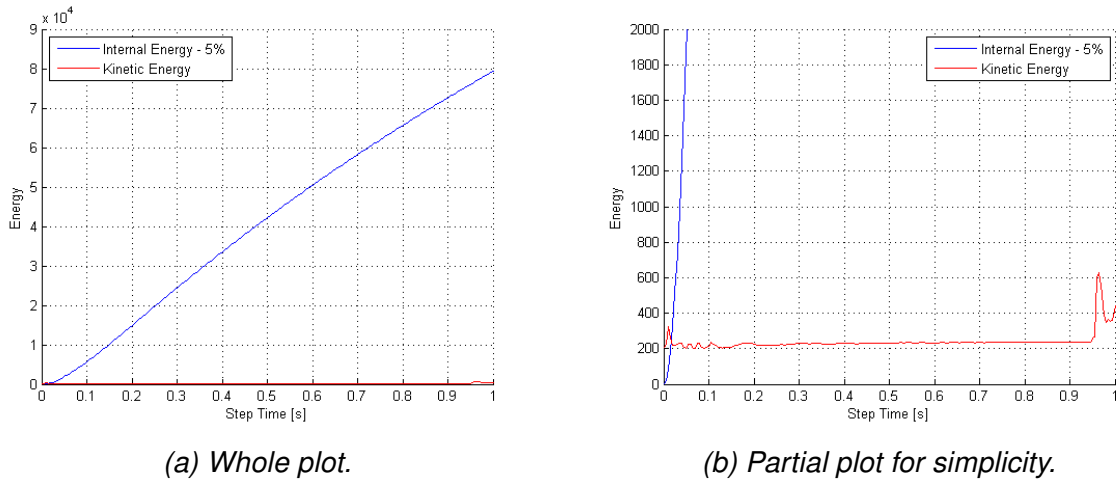 x 10⁴
9
8
7
6
5
4
3
2
1
0
Energy
Internal Energy - 5%
Kinetic Energy
0 0.1 0.2 0.3 0.4 0.5 0.6 0.7 0.8 0.9 1
Step Time [s]
(a) Whole plot.
2000
1800
1600
1400
1200
1000
800
600
400
200
0
Energy
Internal Energy - 5%
Kinetic Energy
0 0.1 0.2 0.3 0.4 0.5 0.6 0.7 0.8 0.9 1
Step Time [s]
(b) Partial plot for simplicity.